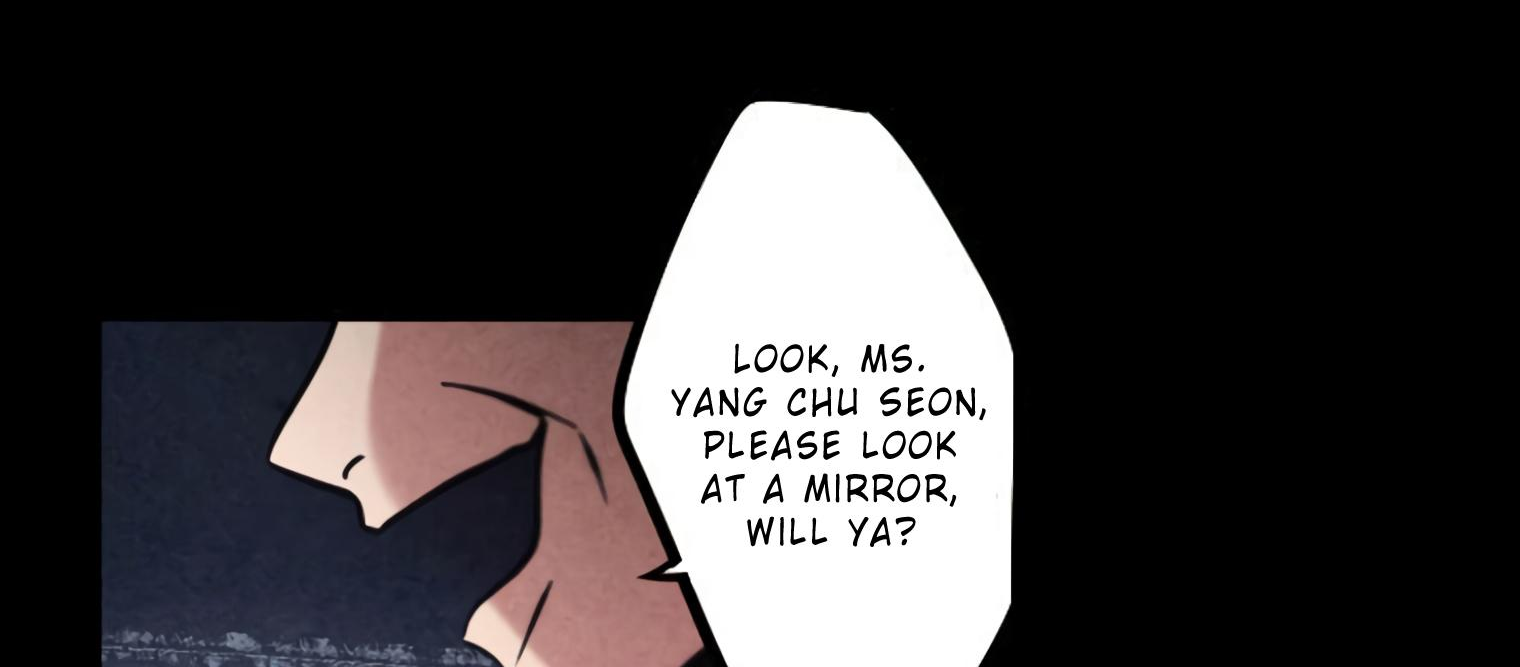 LOOK, MS.
YANG CHU SEON,
PLEASE LOOK
AT A MIRROR,
WILL YA?